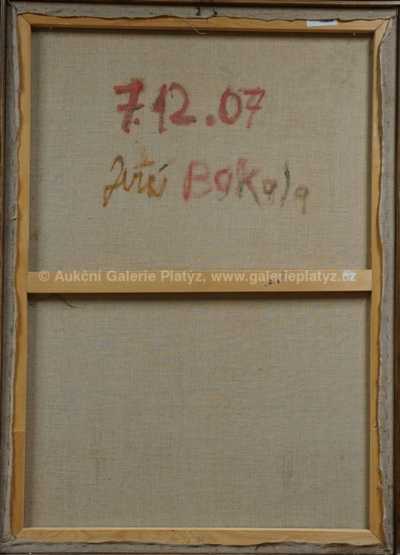 7.12.07
Jiří BoKola
© Aukční Galerie Platýz, www.galerieplatyz.cz